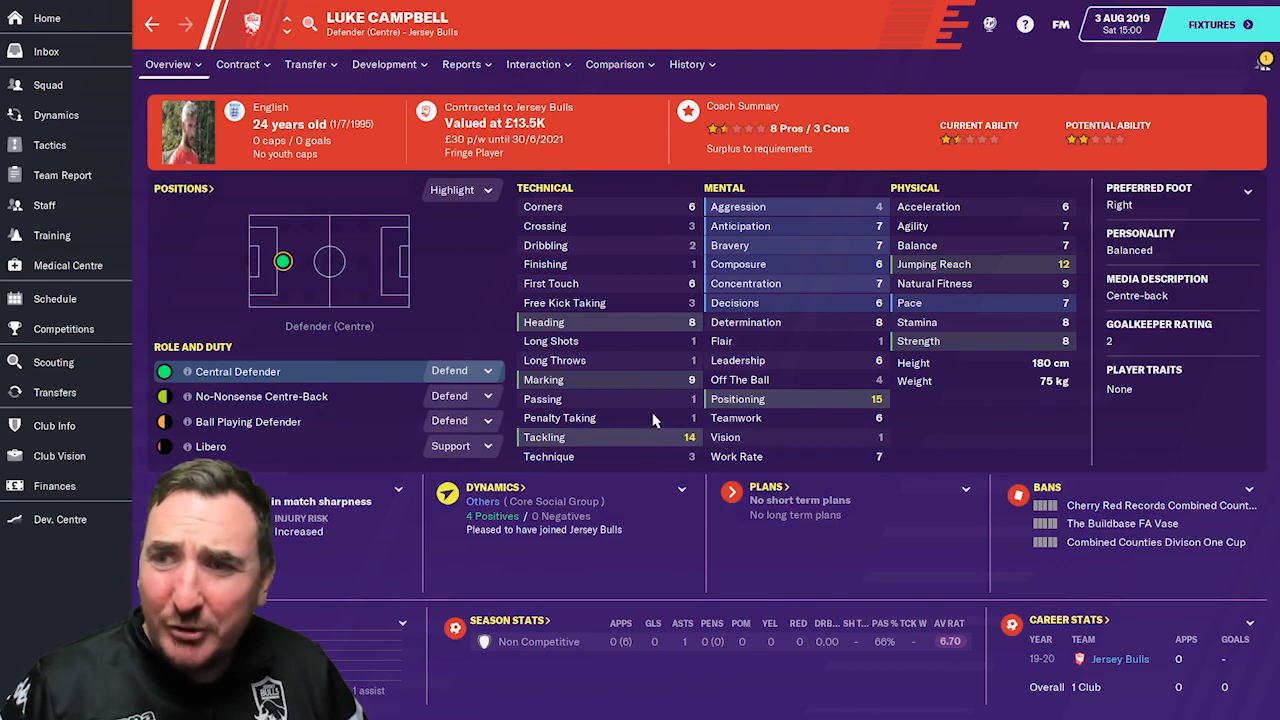 Home
Inbox
Squad
Dynamics
Tactics
Team Report
Staff
Training
Medical Centre
Schedule
Competitions
Scouting
Transfers
Club Info
Club Vision
Finances
Dev. Centre
LUKE CAMPBELL
Defender (Centre) - Jersey Bulls
?
FM
3 AUG 2019
Sat 15:00
FIXTURES
Overview
Contract
Transfer
Development
Reports
Interaction
Comparison
History
1
English
24 years old (1/7/1995)
0 caps / 0 goals
No youth caps
Contracted to Jersey Bulls
Valued at £13.5K
£30 p/w until 30/6/2021
Fringe Player
Coach Summary
8 Pros / 3 Cons
Surplus to requirements
CURRENT ABILITY
POTENTIAL ABILITY
POSITIONS
Highlight
Defender (Centre)
ROLE AND DUTY
Central Defender Defend
No-Nonsense Centre-Back Defend
Ball Playing Defender Defend
Libero Support
TECHNICAL
Corners 6
Crossing 3
Dribbling 2
Finishing 1
First Touch 6
Free Kick Taking 3
Heading 8
Long Shots 1
Long Throws 1
Marking 9
Passing 1
Penalty Taking 1
Tackling 14
Technique 3
MENTAL
Aggression 4
Anticipation 7
Bravery 7
Composure 6
Concentration 7
Decisions 6
Determination 8
Flair 1
Leadership 6
Off The Ball 4
Positioning 15
Teamwork 6
Vision 1
Work Rate 7
PHYSICAL
Acceleration 6
Agility 7
Balance 7
Jumping Reach 12
Natural Fitness 9
Pace 7
Stamina 8
Strength 8
Height 180 cm
Weight 75 kg
PREFERRED FOOT
Right
PERSONALITY
Balanced
MEDIA DESCRIPTION
Centre-back
GOALKEEPER RATING
2
PLAYER TRAITS
None
in match sharpness
INJURY RISK
Increased
DYNAMICS
Others ( Core Social Group )
4 Positives / 0 Negatives
Pleased to have joined Jersey Bulls
PLANS
No short term plans
No long term plans
BANS
Cherry Red Records Combined Count...
The Buildbase FA Vase
Combined Counties Divison One Cup
1 assist
SEASON STATS APPS GLS ASTS PENS POM YEL RED DRB... SH T... PAS % TCK W AV RAT
Non Competitive 0 (6) 0 1 0 (0) 0 0 0 0.00 - 66% - 6.70
CAREER STATS
YEAR TEAM APPS GOALS
19-20 Jersey Bulls 0 -
Overall 1 Club 0 0
BULLS